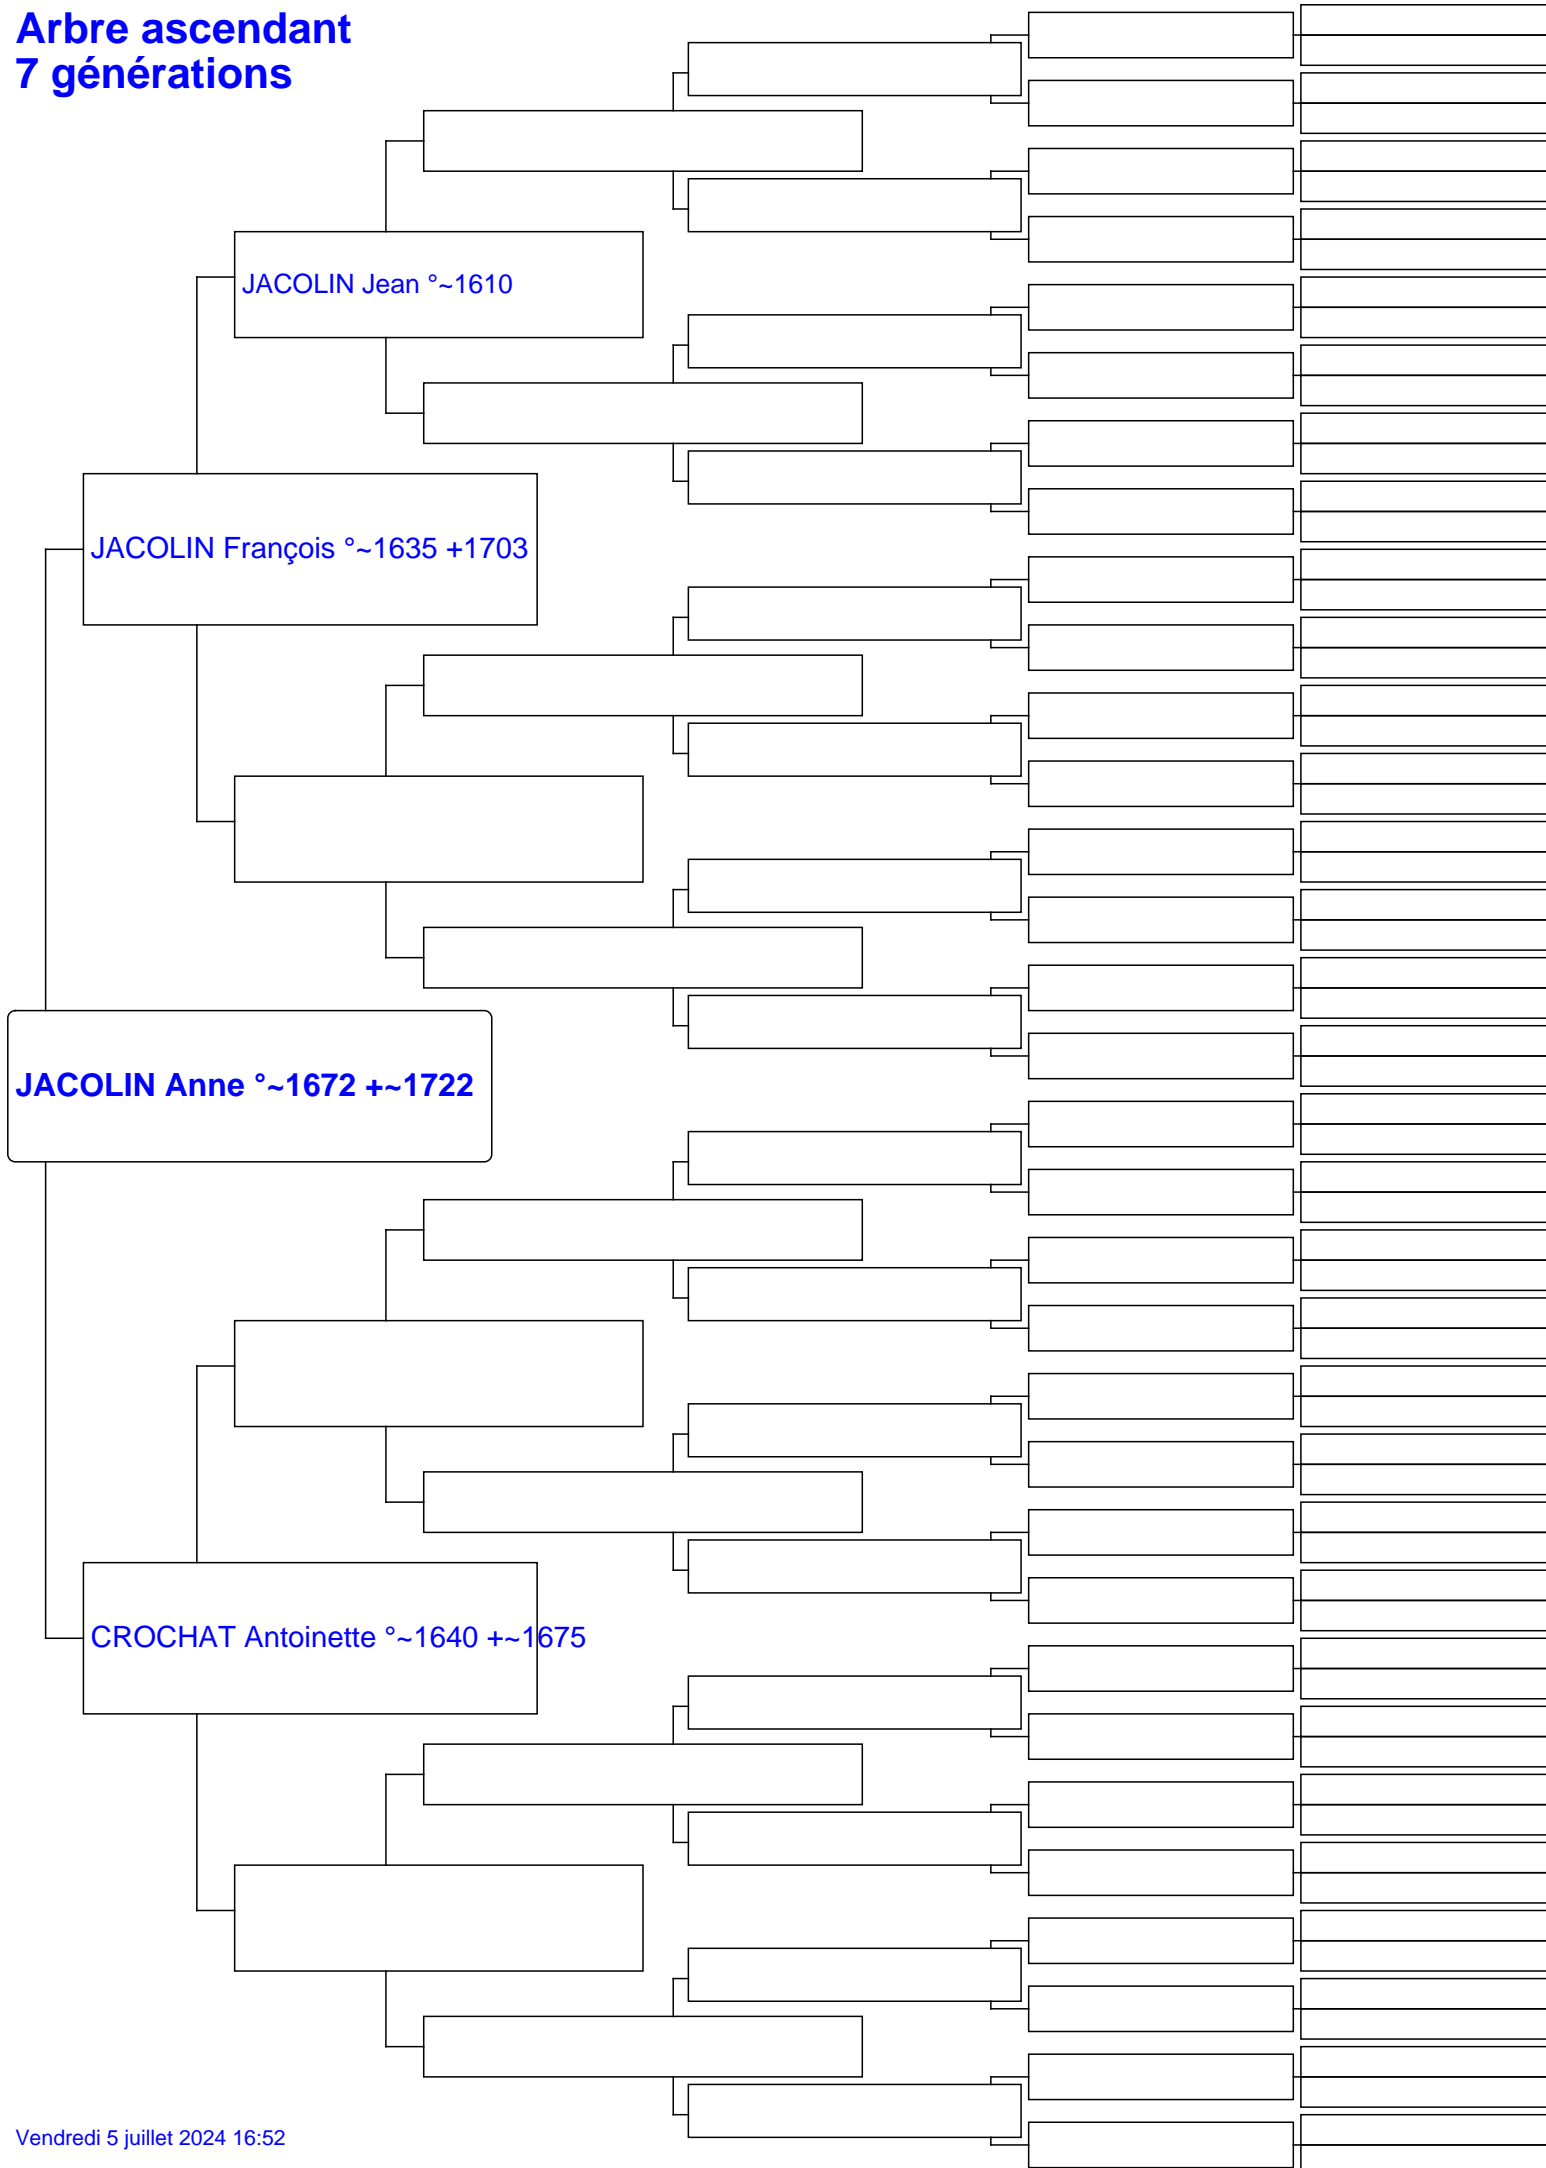 Arbre ascendant
7 générations
JACOLIN Jean °~1610
JACOLIN François °~1635 +1703
JACOLIN Anne °~1672 +~1722
CROCHAT Antoinette °~1640 +~1675
Vendredi 5 juillet 2024 16:52